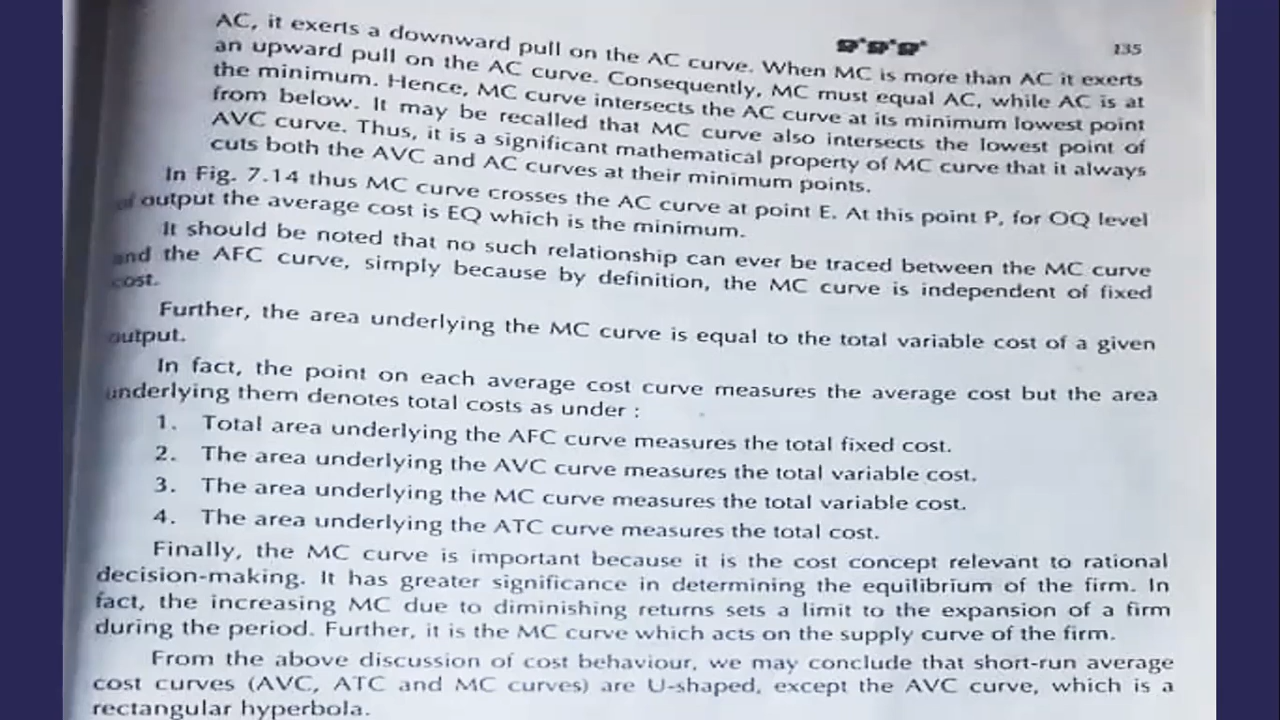 135
AC, it exerts a downward pull on the AC curve. When MC is more than AC it exerts
an upward pull on the AC curve. Consequently, MC must equal AC, while AC is at
the minimum. Hence, MC curve intersects the AC curve at its minimum lowest point
from below. It may be recalled that MC curve also intersects the lowest point of
AVC curve. Thus, it is a significant mathematical property of MC curve that it always
cuts both the AVC and AC curves at their minimum points.
In Fig. 7.14 thus MC curve crosses the AC curve at point E. At this point P, for OQ level
of output the average cost is EQ which is the minimum.
It should be noted that no such relationship can ever be traced between the MC curve
and the AFC curve, simply because by definition, the MC curve is independent of fixed
cost.
Further, the area underlying the MC curve is equal to the total variable cost of a given
output.
In fact, the point on each average cost curve measures the average cost but the area
underlying them denotes total costs as under :
1. Total area underlying the AFC curve measures the total fixed cost.
2. The area underlying the AVC curve measures the total variable cost.
3. The area underlying the MC curve measures the total variable cost.
4. The area underlying the ATC curve measures the total cost.
Finally, the MC curve is important because it is the cost concept relevant to rational
decision-making. It has greater significance in determining the equilibrium of the firm. In
fact, the increasing MC due to diminishing returns sets a limit to the expansion of a firm
during the period. Further, it is the MC curve which acts on the supply curve of the firm.
From the above discussion of cost behaviour, we may conclude that short-run average
cost curves (AVC, ATC and MC curves) are U-shaped, except the AVC curve, which is a
rectangular hyperbola.